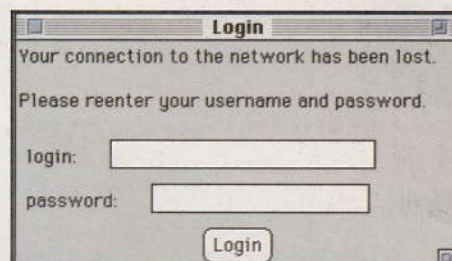 Login
Your connection to the network has been lost.
Please reenter your username and password.
login:
password:
Login